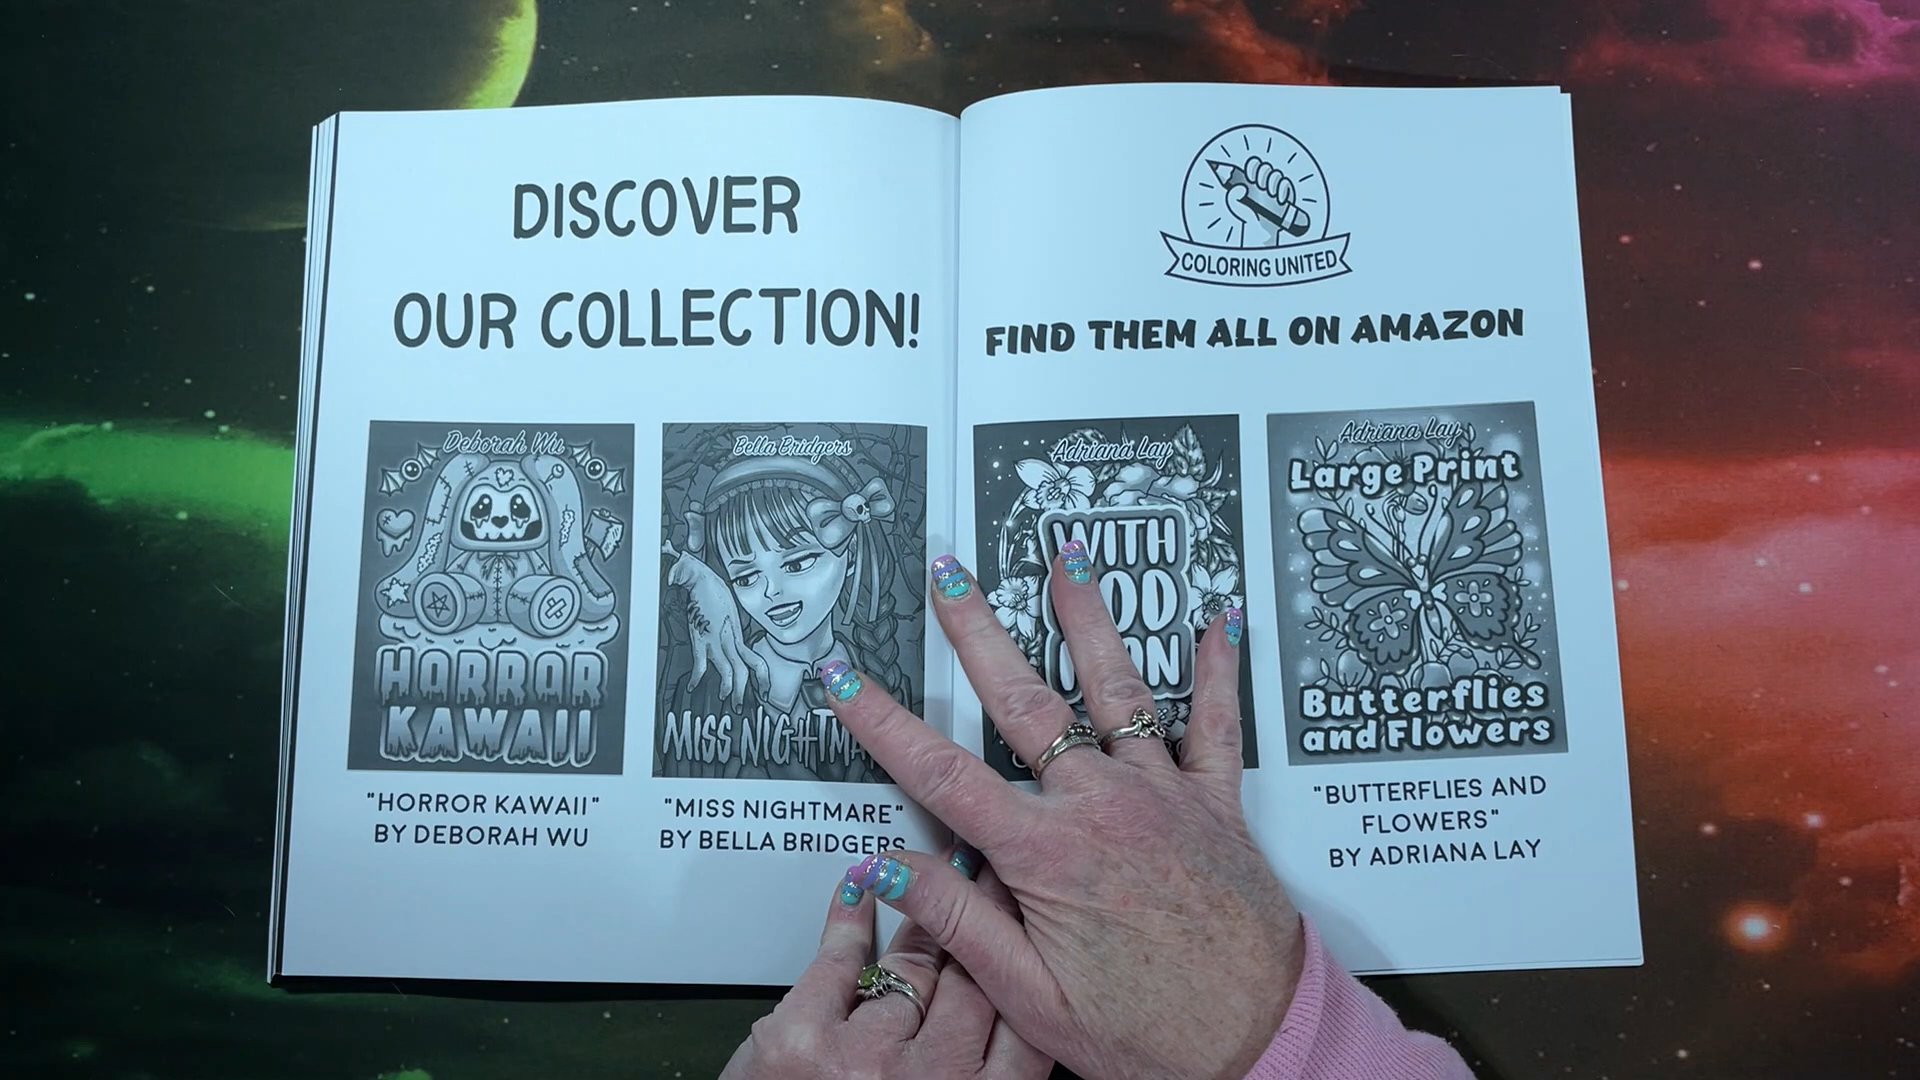 DISCOVER
OUR COLLECTION!
COLORING UNITED
FIND THEM ALL ON AMAZON
Deborah Wu
HORROR
KAWAII
"HORROR KAWAII"
BY DEBORAH WU
Bella Bridgers
MISS
"MISS NIGHTMARE"
BY BELLA BRIDGERS
Adriana Lay
WITH
Adriana Lay
Large Print
Butterflies
and Flowers
"BUTTERFLIES AND
FLOWERS"
BY ADRIANA LAY